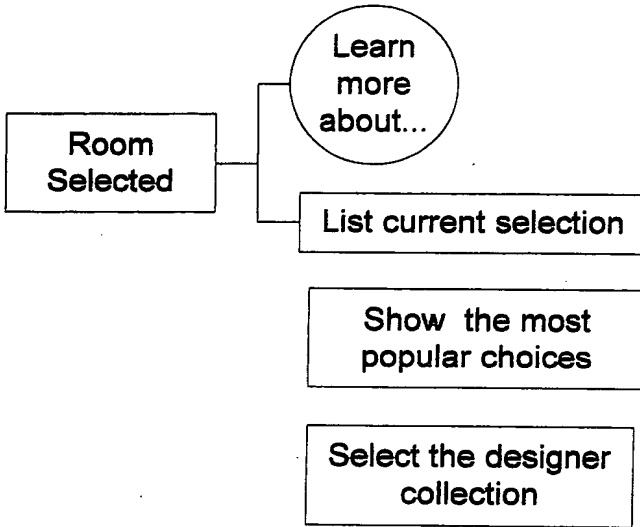 Learn
more
about...
Room
Selected
List current selection
Show the most
popular choices
Select the designer
collection